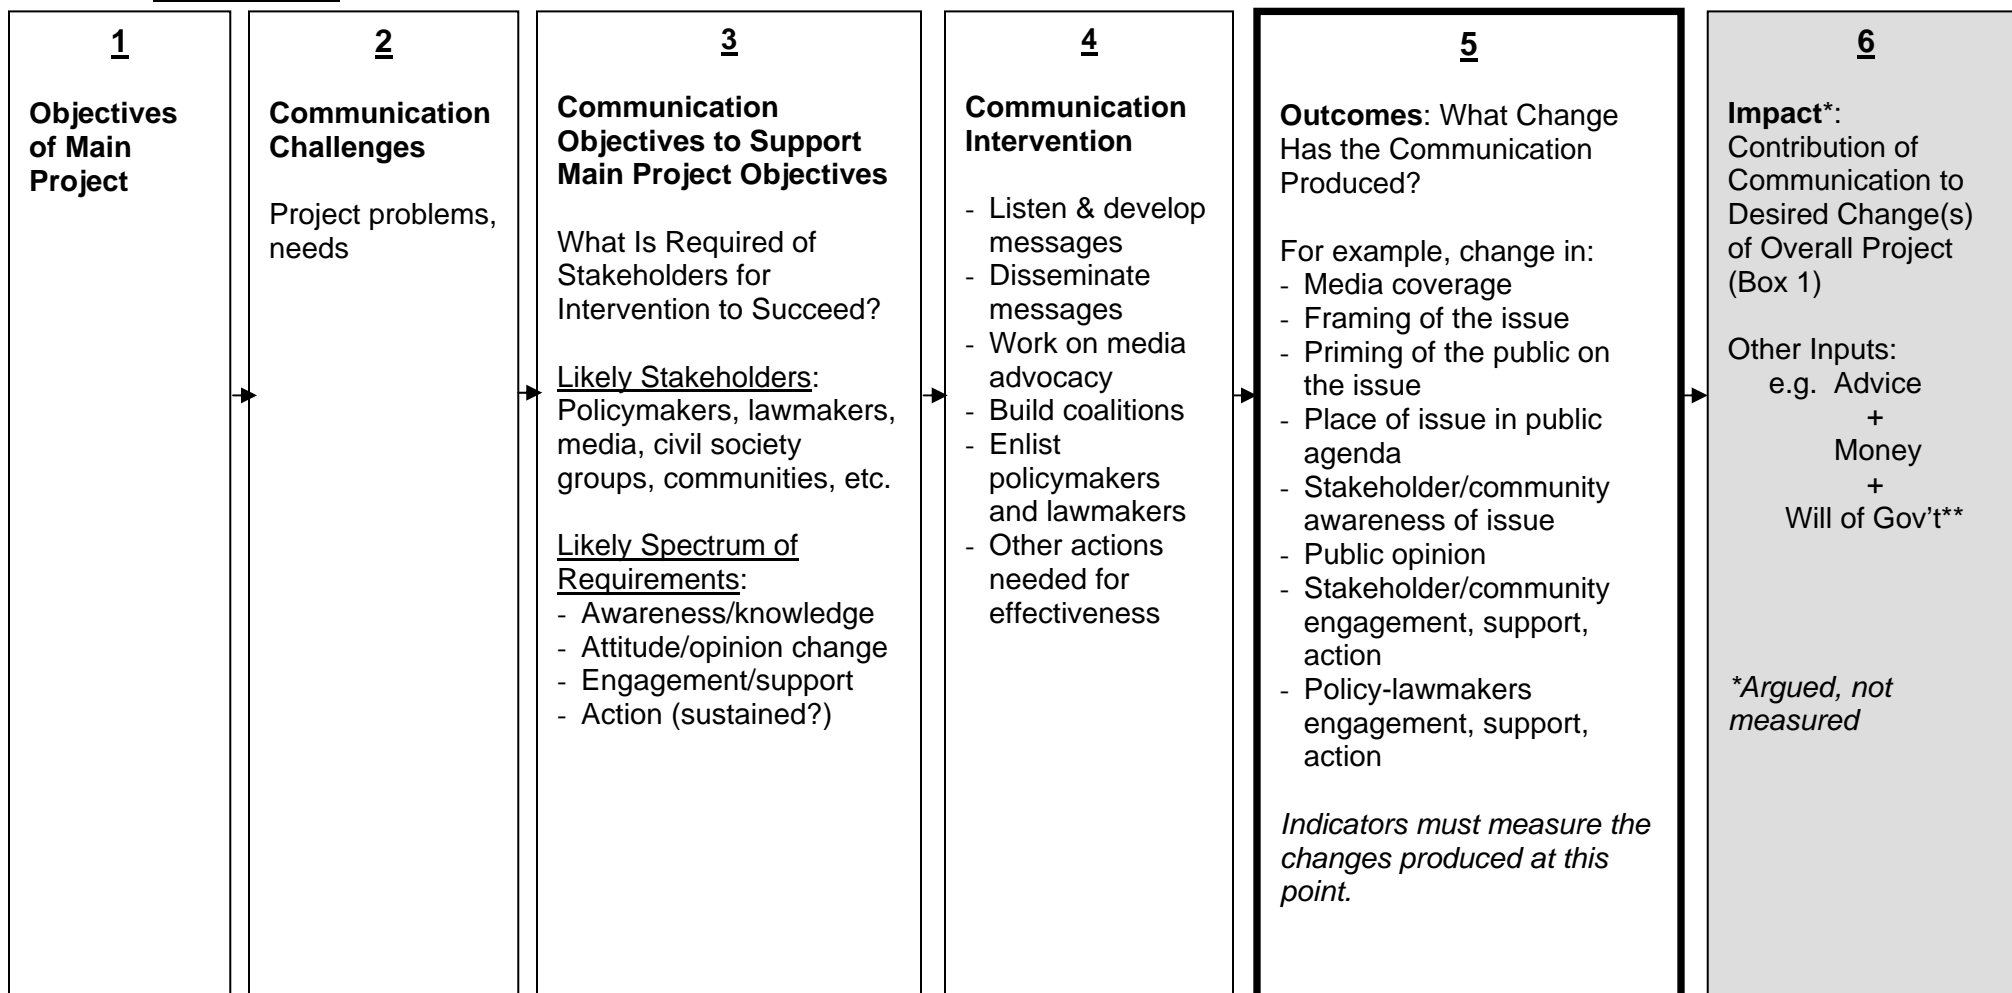 1
Objectives
of Main
Project
2
Communication
Challenges
Project problems,
needs
3
Communication
Objectives to Support
Main Project Objectives
What Is Required of
Stakeholders for
Intervention to Succeed?
Likely Stakeholders:
Policymakers, lawmakers,
media, civil society
groups, communities, etc.
Likely Spectrum of
Requirements:
- Awareness/knowledge
- Attitude/opinion change
- Engagement/support
- Action (sustained?)
4
Communication
Intervention
- Listen & develop
messages
- Disseminate
messages
- Work on media
advocacy
- Build coalitions
- Enlist
policymakers
and lawmakers
- Other actions
needed for
effectiveness
5
Outcomes: What Change
Has the Communication
Produced?
For example, change in:
- Media coverage
- Framing of the issue
- Priming of the public on
the issue
- Place of issue in public
agenda
- Stakeholder/community
awareness of issue
- Public opinion
- Stakeholder/community
engagement, support,
action
- Policy-lawmakers
engagement, support,
action
Indicators must measure the
changes produced at this
point.
6
Impact*:
Contribution of
Communication to
Desired Change(s)
of Overall Project
(Box 1)
Other Inputs:
e.g. Advice
+
Money
+
Will of Gov’t**
*Argued, not
measured